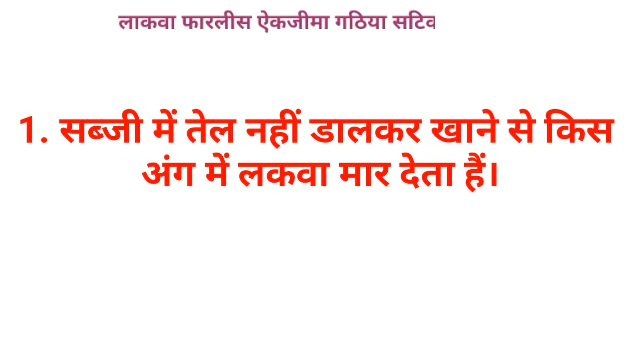 लाकवा फारलीस ऐकजीमा गठिया सटिव
1. सब्जी में तेल नहीं डालकर खाने से किस
अंग में लकवा मार देता हैं।